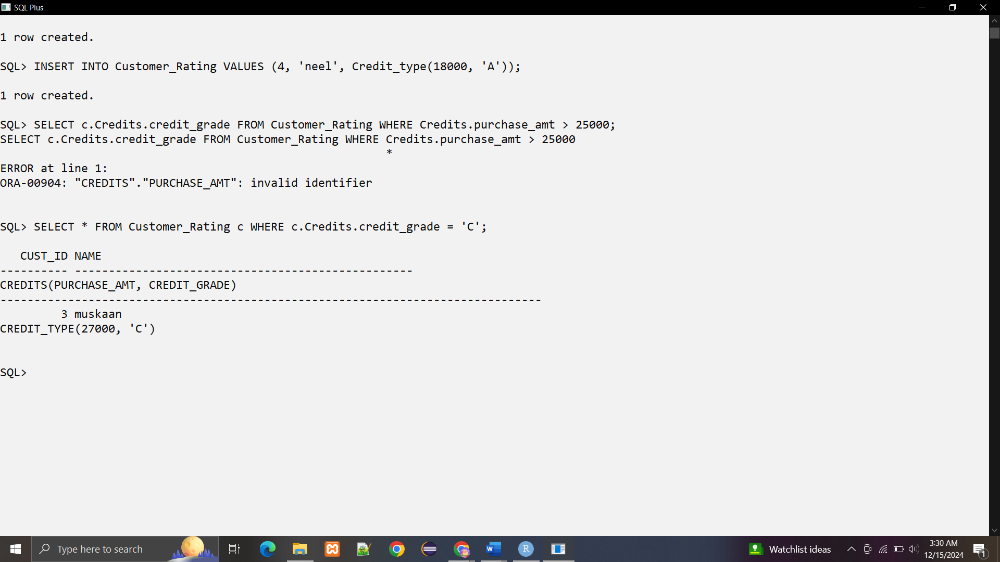 SQL Plus
1 row created.
SQL> INSERT INTO Customer_Rating VALUES (4, 'neel', Credit_type(18000, 'A'));
1 row created.
SQL> SELECT c.Credits.credit_grade FROM Customer_Rating WHERE Credits.purchase_amt > 25000;
SELECT c.Credits.credit_grade FROM Customer_Rating WHERE Credits.purchase_amt > 25000
*
ERROR at line 1:
ORA-00904: "CREDITS"."PURCHASE_AMT": invalid identifier
SQL> SELECT * FROM Customer_Rating c WHERE c.Credits.credit_grade = 'C';
CUST_ID NAME
---------- --------------------------------------------------
CREDITS(PURCHASE_AMT, CREDIT_GRADE)
--------------------------------------------------------------------------------
3 muskaan
CREDIT_TYPE(27000, 'C')
SQL>
Type here to search
W
R
Watchlist ideas
3:30 AM
12/15/2024
1